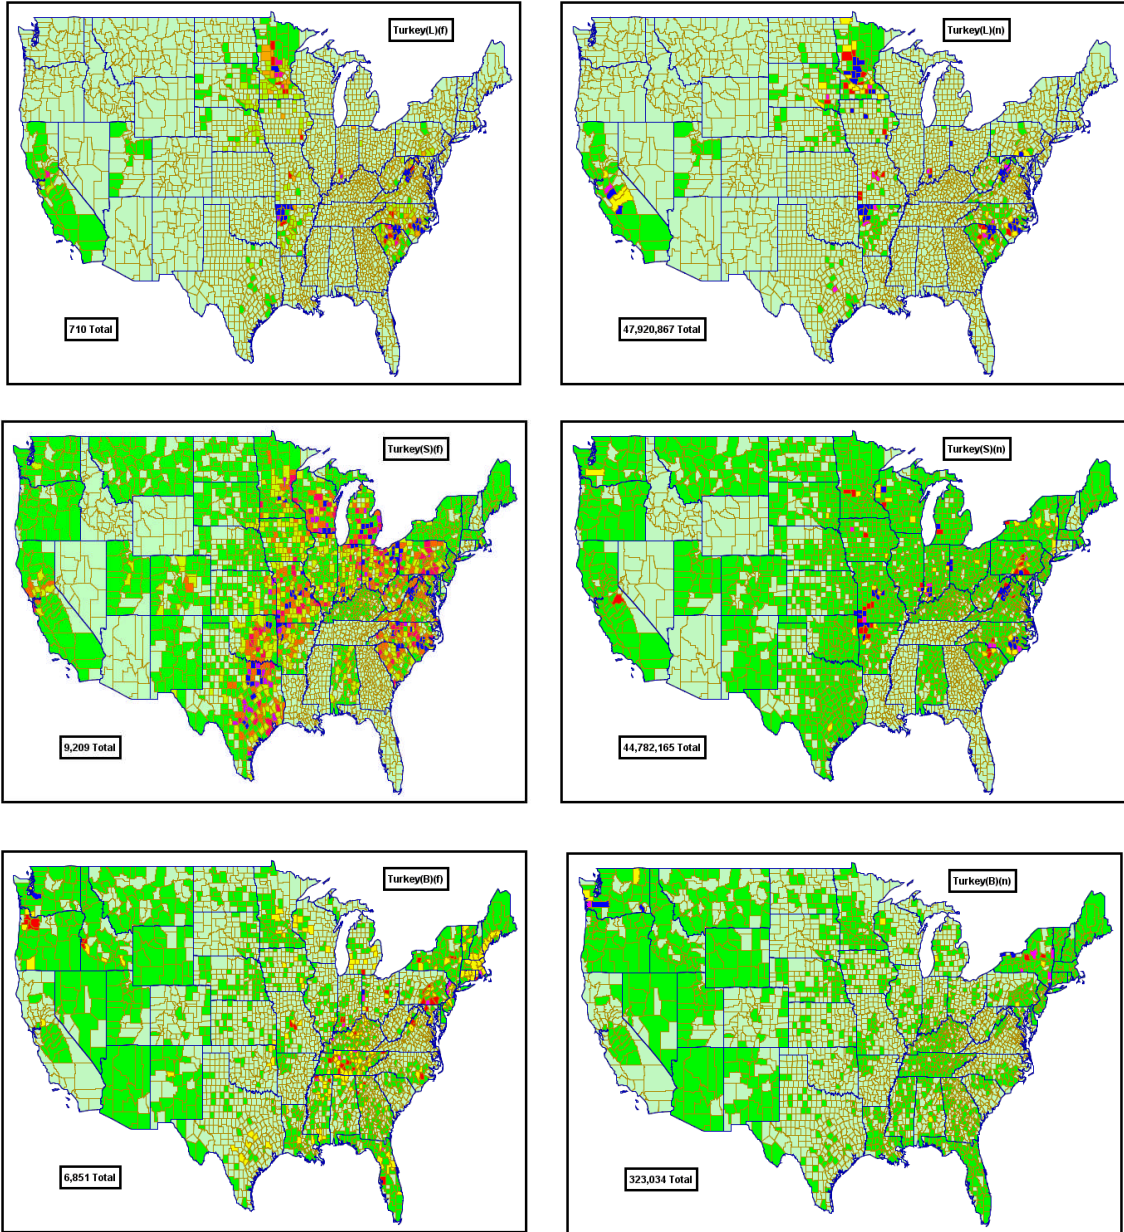 Turkey(L)(f)
Turkey(L)(n)
710 Total
47,920,867 Total
Turkey(S)(f)
Turkey(S)(n)
9,209 Total
44,782,165 Total
Turkey(B)(f)
Turkey(B)(n)
6,851 Total
323,034 Total